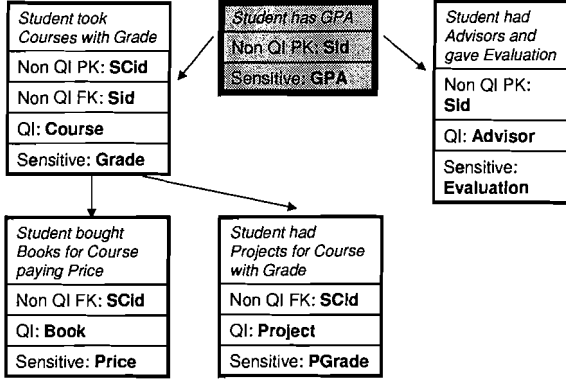 Student took
Courses with Grade
Non QI PK: SCid
Non QI FK: Sid
QI: Course
Sensitive: Grade
Student has GPA
Non QI PK: SId
Sensitive: GPA
Student had
Advisors and
gave Evaluation
Non QI PK:
SId
QI: Advisor
Sensitive:
Evaluation
Student bought
Books for Course
paying Price
Non QI FK: SCid
QI: Book
Sensitive: Price
Student had
Projects for Course
with Grade
Non QI FK: SCid
QI: Project
Sensitive: PGrade